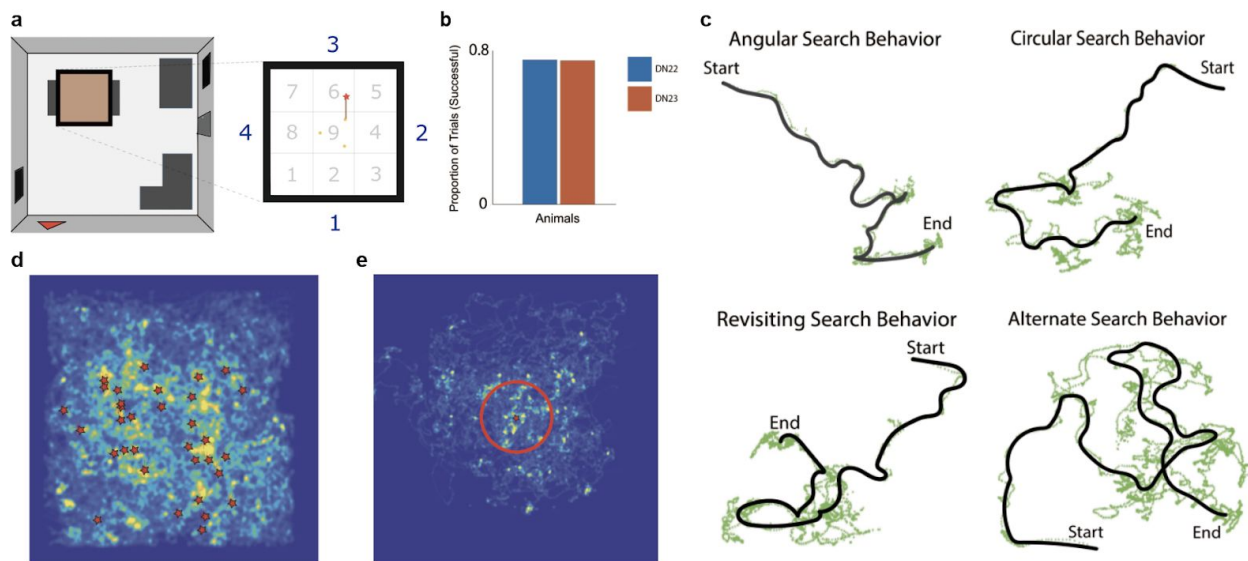 a
3
7 6 5
4 8 9 4 2
1 2 3
1
b
0.8
Proportion of Trials (Successful)
0
Animals
DN22
DN23
c
Angular Search Behavior
Start
End
Circular Search Behavior
Start
End
Revisiting Search Behavior
Start
End
Alternate Search Behavior
Start
End
d
e